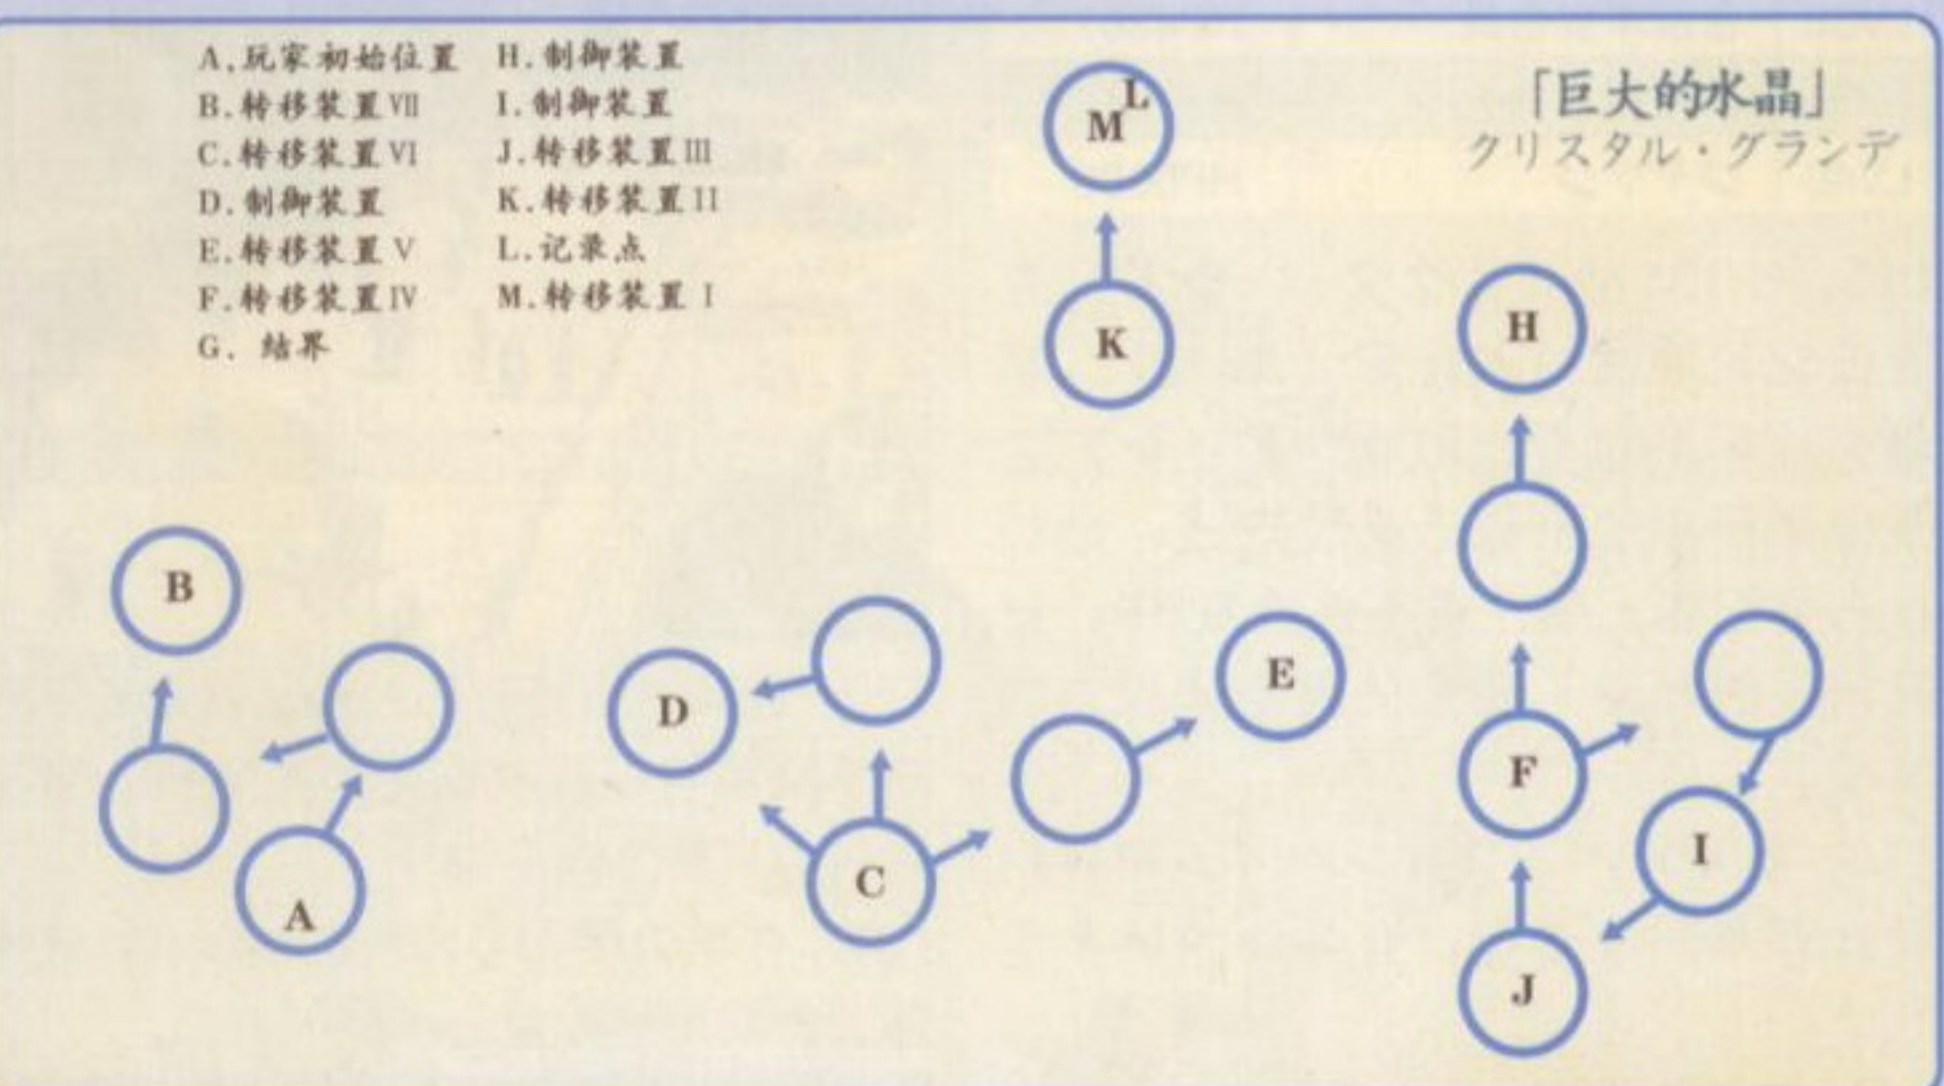 A.玩家初始位置
B.转移装置VII
C.转移装置VI
D.制御装置
E.转移装置V
F.转移装置IV
G.结界
H.制御装置
I.制御装置
J.转移装置III
K.转移装置II
L.记录点
M.转移装置I
「巨大的水晶」
クリスタル・グランデ
L
M
K
H
B
E
D
F
I
C
A
J